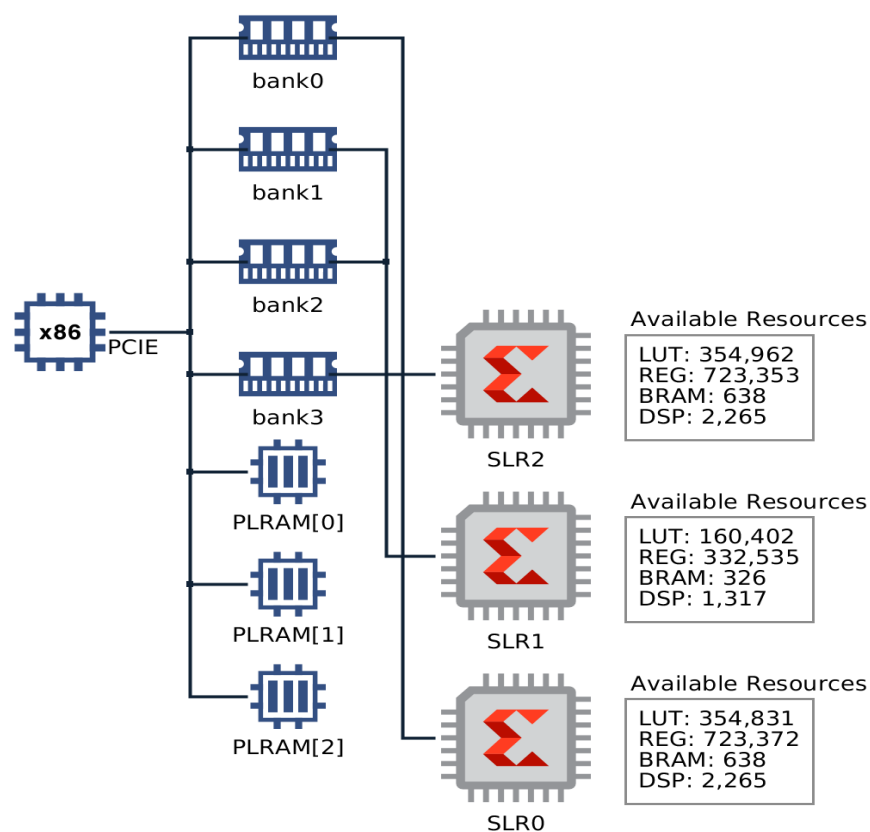 bank0
bank1
bank2
x86
PCIE
bank3
PLRAM[0]
PLRAM[1]
PLRAM[2]
Available Resources
LUT: 354,962
REG: 723,353
BRAM: 638
DSP: 2,265
SLR2
Available Resources
LUT: 160,402
REG: 332,535
BRAM: 326
DSP: 1,317
SLR1
Available Resources
LUT: 354,831
REG: 723,372
BRAM: 638
DSP: 2,265
SLR0